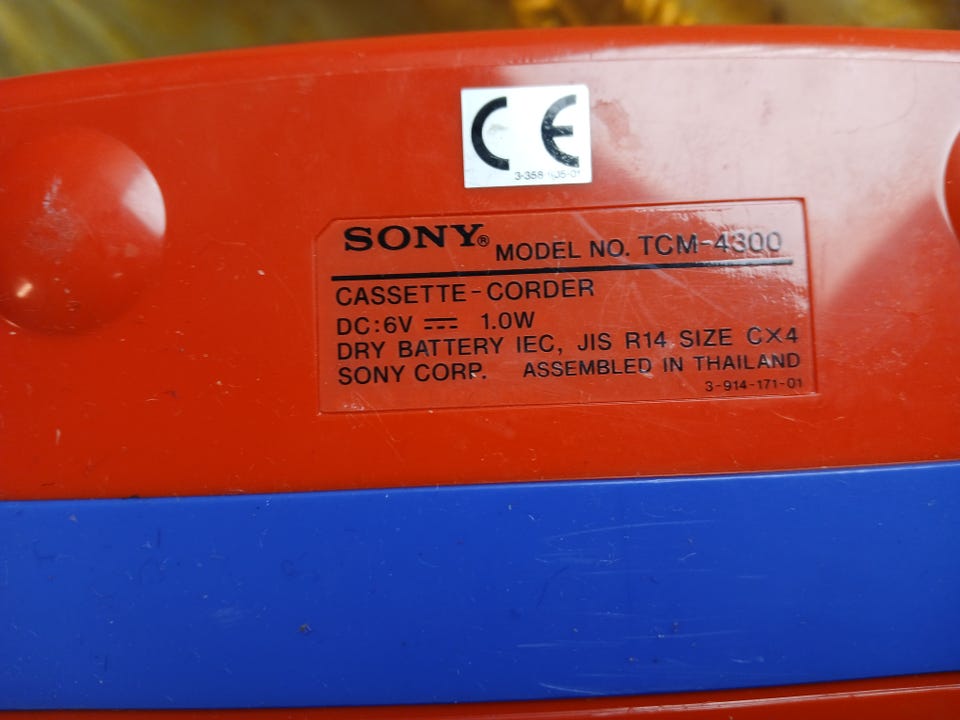 CE
SONY® MODEL NO. TCM-4300
CASSETTE-CORDER
DC:6V ⎓ 1.0W
DRY BATTERY IEC, JIS R14 SIZE C×4
SONY CORP. ASSEMBLED IN THAILAND
3-914-171-01